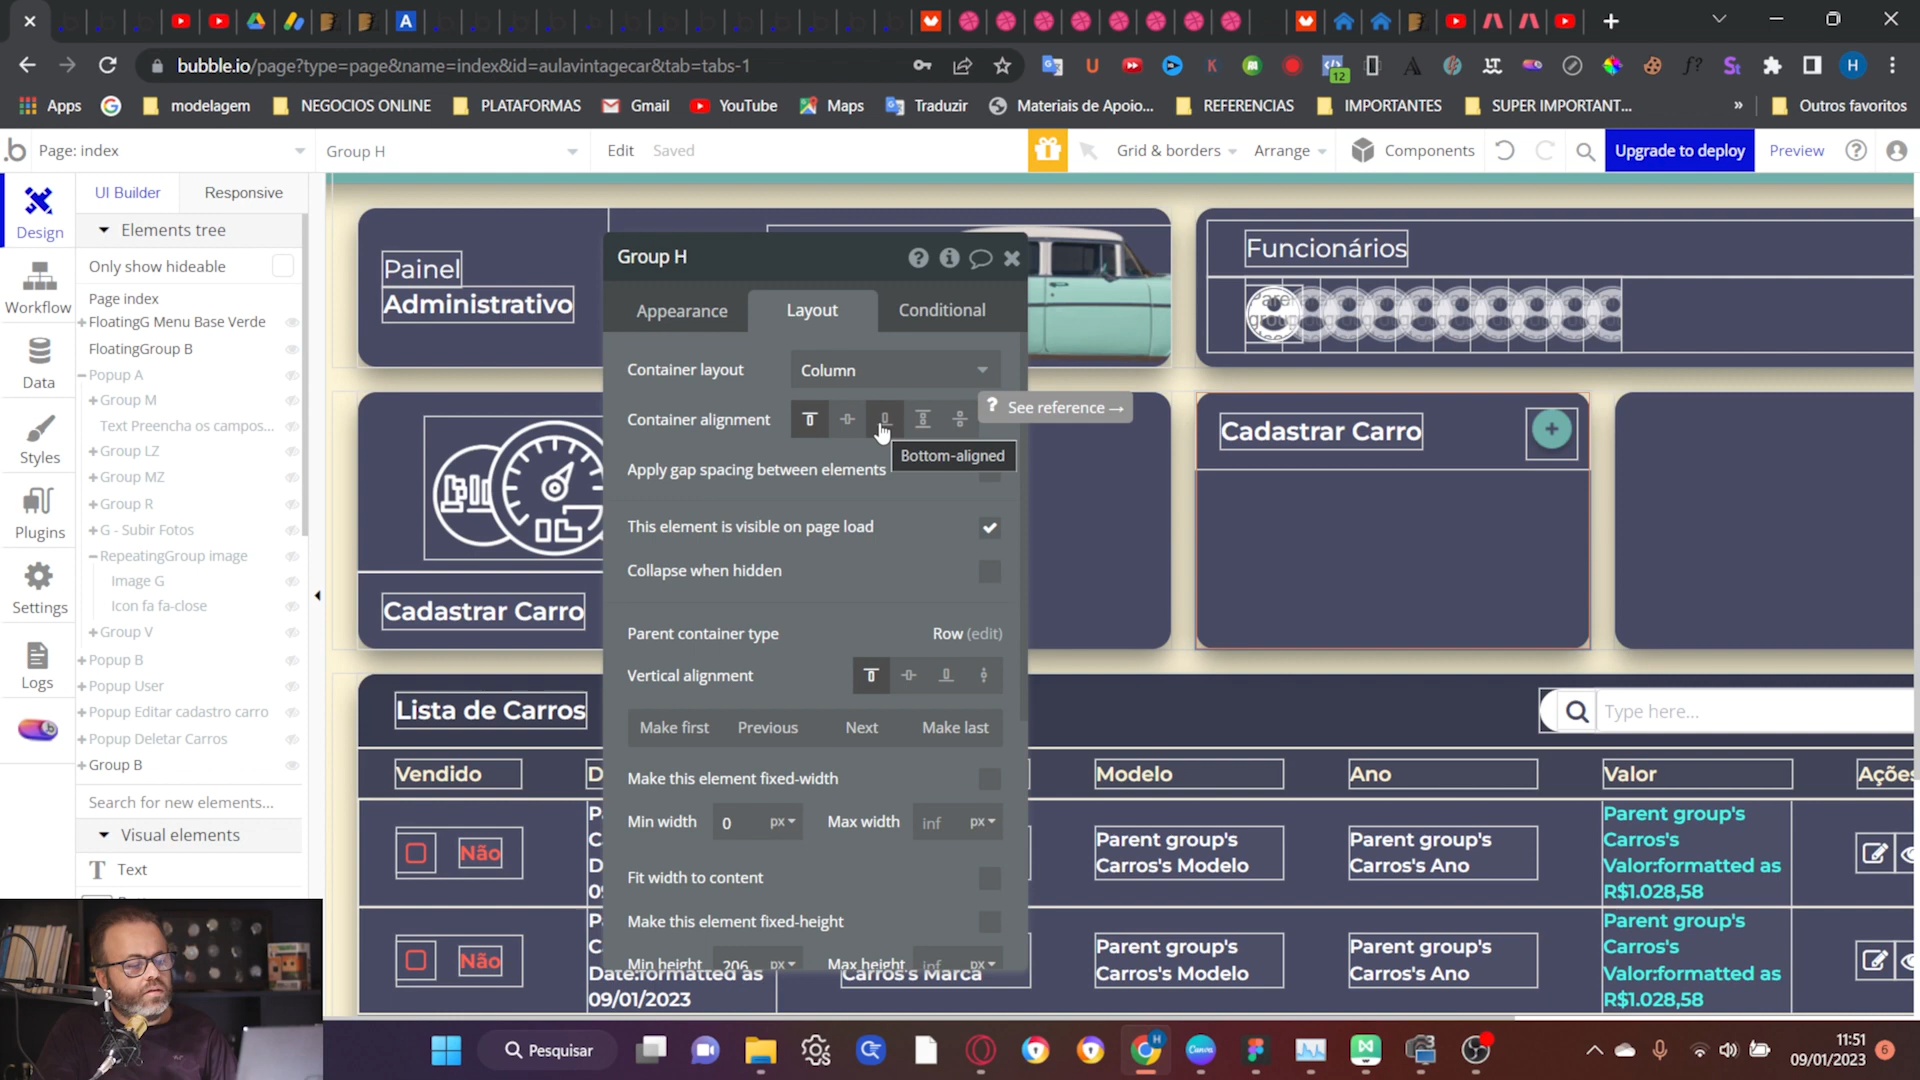 bubble.io/page?type=page&name=index&id=aulavintagecar&tab=tabs-1
Apps
modelagem
NEGOCIOS ONLINE
PLATAFORMAS
Gmail
YouTube
Maps
Traduzir
Materiais de Apoio...
REFERENCIAS
IMPORTANTES
SUPER IMPORTANT...
»
Outros favoritos
Page: index
Group H
Edit
Saved
Grid & borders
Arrange
Components
Upgrade to deploy
Preview
UI Builder
Responsive
Design
Workflow
Data
Styles
Plugins
Settings
Logs
Elements tree
Only show hideable
Page index
FloatingG Menu Base Verde
FloatingGroup B
Popup A
Group M
Text Preencha os campos...
Group LZ
Group MZ
Group R
G - Subir Fotos
RepeatingGroup image
Image G
Icon fa fa-close
Group V
Popup B
Popup User
Popup Editar cadastro carro
Popup Deletar Carros
Group B
Search for new elements...
Visual elements
Text
Painel
Administrativo
Funcionários
Cadastrar Carro
Cadastrar Carro
Group H
Appearance
Layout
Conditional
Container layout
Column
Container alignment
See reference →
Bottom-aligned
Apply gap spacing between elements
This element is visible on page load
Collapse when hidden
Parent container type
Row (edit)
Vertical alignment
Make first
Previous
Next
Make last
Make this element fixed-width
Min width
0
px
Max width
inf
px
Fit width to content
Make this element fixed-height
Min height
206
px
Max height
inf
px
Lista de Carros
Type here...
Vendido
Modelo
Ano
Valor
Ações
Não
Parent group's
Carros's Modelo
Parent group's
Carros's Ano
Parent group's
Carros's
Valor:formatted as
R$1.028,58
Não
Date:formatted as
09/01/2023
Carros's Marca
Parent group's
Carros's Modelo
Parent group's
Carros's Ano
Parent group's
Carros's
Valor:formatted as
R$1.028,58
Pesquisar
11:51
09/01/2023
6